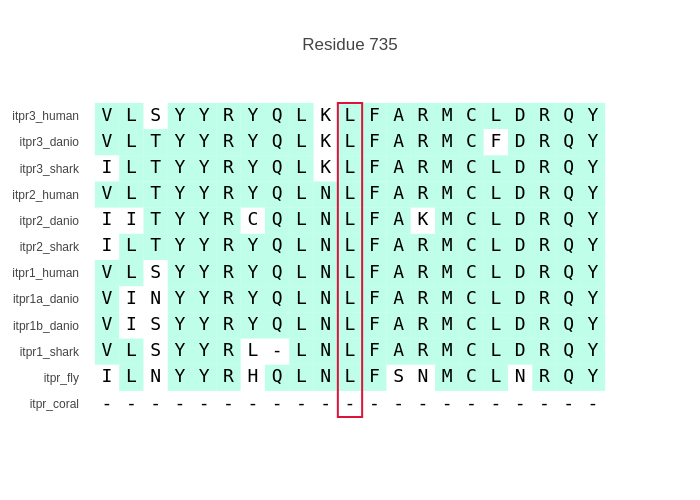 Residue 735
itpr3_human V L S Y Y R Y Q L K L F A R M C L D R Q Y
itpr3_danio V L T Y Y R Y Q L K L F A R M C F D R Q Y
itpr3_shark I L T Y Y R Y Q L K L F A R M C L D R Q Y
itpr2_human V L T Y Y R Y Q L N L F A R M C L D R Q Y
itpr2_danio I I T Y Y R C Q L N L F A K M C L D R Q Y
itpr2_shark I L T Y Y R Y Q L N L F A R M C L D R Q Y
itpr1_human V L S Y Y R Y Q L N L F A R M C L D R Q Y
itpr1a_danio V I N Y Y R Y Q L N L F A R M C L D R Q Y
itpr1b_danio V I S Y Y R Y Q L N L F A R M C L D R Q Y
itpr1_shark V L S Y Y R L - L N L F A R M C L D R Q Y
itpr_fly I L N Y Y R H Q L N L F S N M C L N R Q Y
itpr_coral - - - - - - - - - - - - - - - - - - - - -